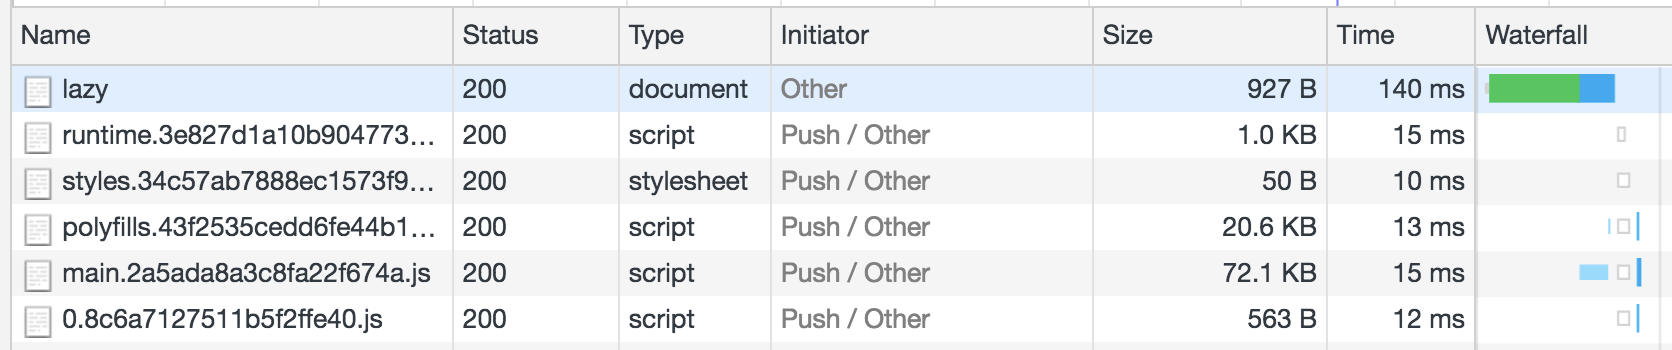 Name Status Type Initiator Size Time Waterfall
lazy 200 document Other 927 B 140 ms
runtime.3e827d1a10b904773... 200 script Push / Other 1.0 KB 15 ms
styles.34c57ab7888ec1573f9... 200 stylesheet Push / Other 50 B 10 ms
polyfills.43f2535cedd6fe44b1... 200 script Push / Other 20.6 KB 13 ms
main.2a5ada8a3c8fa22f674a.js 200 script Push / Other 72.1 KB 15 ms
0.8c6a7127511b5f2ffe40.js 200 script Push / Other 563 B 12 ms